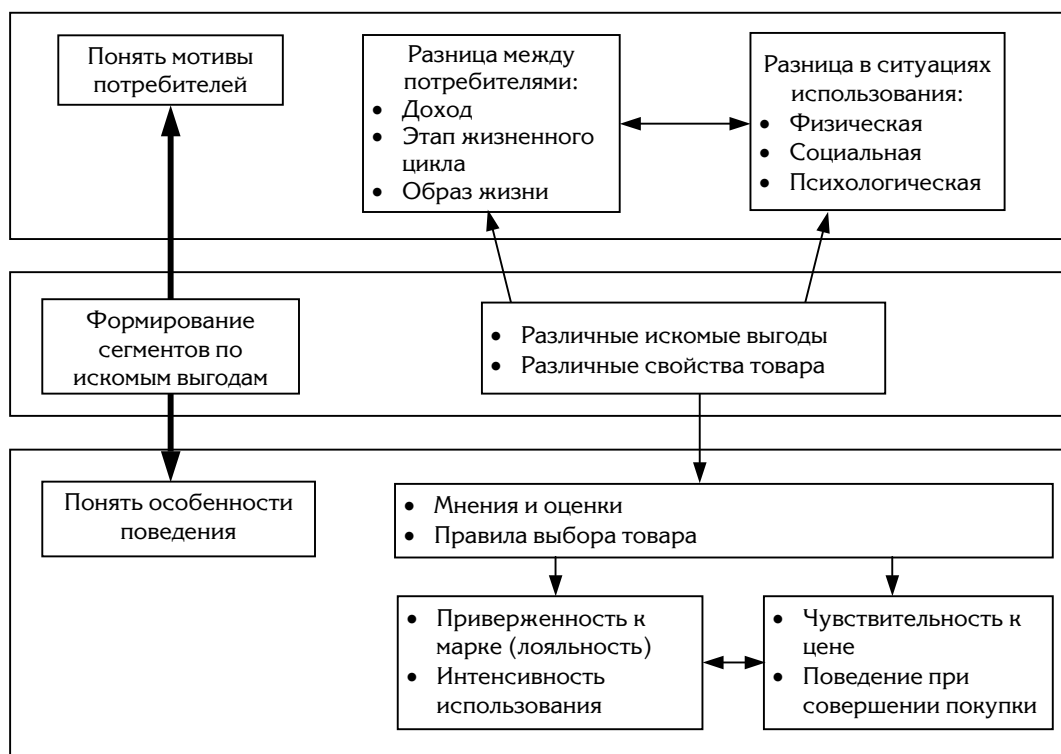 Понять мотивы
потребителей
Разница между
потребителями:
• Доход
• Этап жизненного
цикла
• Образ жизни
Разница в ситуациях
использования:
• Физическая
• Социальная
• Психологическая
Формирование
сегментов по
искомым выгодам
• Различные искомые выгоды
• Различные свойства товара
Понять особенности
поведения
• Мнения и оценки
• Правила выбора товара
• Приверженность к
марке (лояльность)
• Интенсивность
использования
• Чувствительность к
цене
• Поведение при
совершении покупки